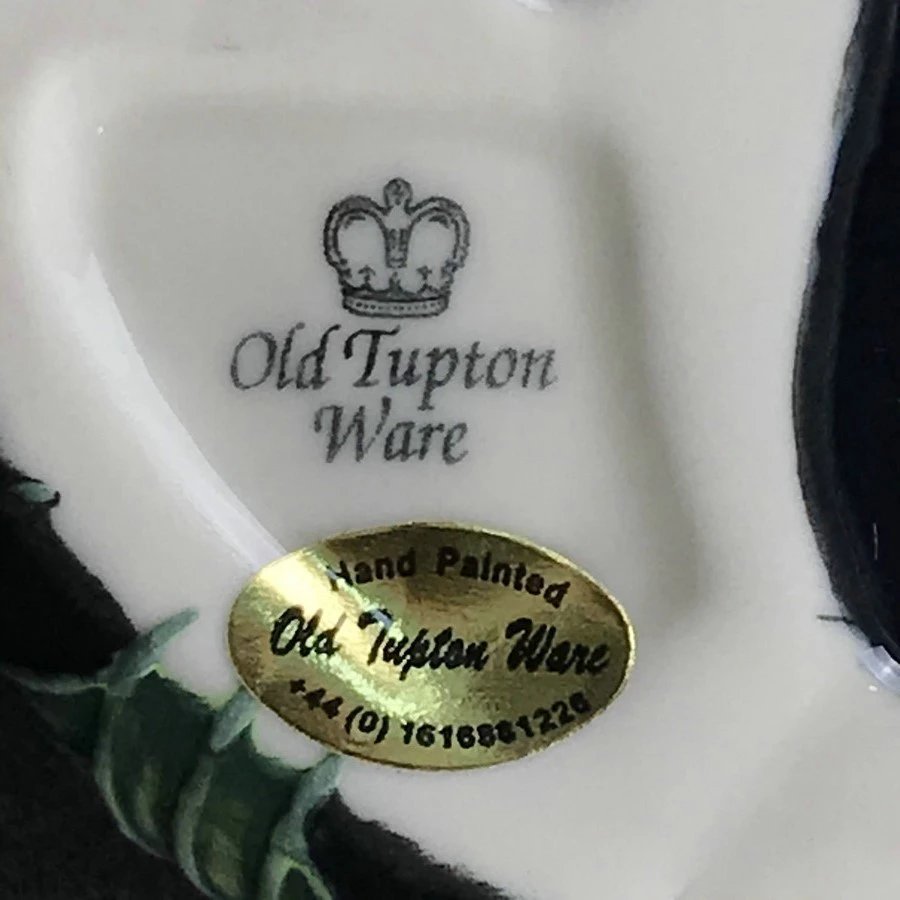 Old Tupton
Ware
Hand Painted
Old Tupton Ware
+44 (0) 1616881226